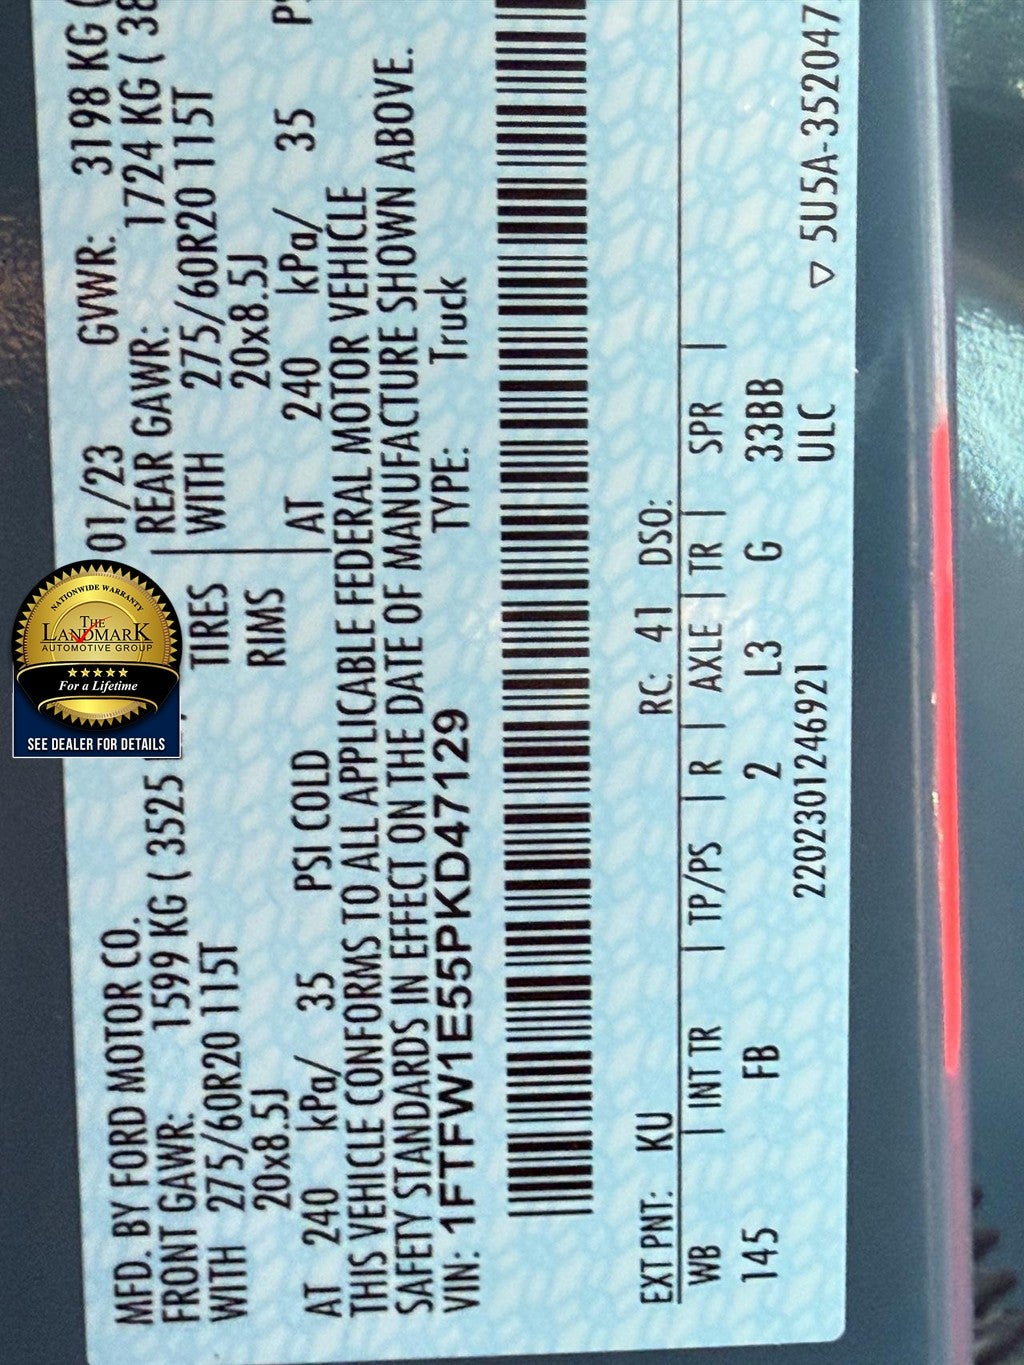 MFD. BY FORD MOTOR CO.
01/23 GVWR: 3198 KG (
FRONT GAWR: 1599 KG ( 3525
REAR GAWR: 1724 KG ( 38
WITH 275/60R20 115T
TIRES
WITH 275/60R20 115T
20x8.5J
RIMS
20x8.5J
AT 240 kPa/ 35 PSI COLD
AT 240 kPa/ 35 PS
THIS VEHICLE CONFORMS TO ALL APPLICABLE FEDERAL MOTOR VEHICLE
SAFETY STANDARDS IN EFFECT ON THE DATE OF MANUFACTURE SHOWN ABOVE.
VIN: 1FTFW1E55PKD47129 TYPE: Truck
EXT PNT: KU RC: 41 DSO:
WB | INT TR | TP/PS | R | AXLE | TR | SPR |
145 FB 2 L3 G 33BB
2202301246921 ULC ▽ 5U5A-352047
NATIONWIDE WARRANTY
THE
LANDMARK
AUTOMOTIVE GROUP
For a Lifetime
SEE DEALER FOR DETAILS